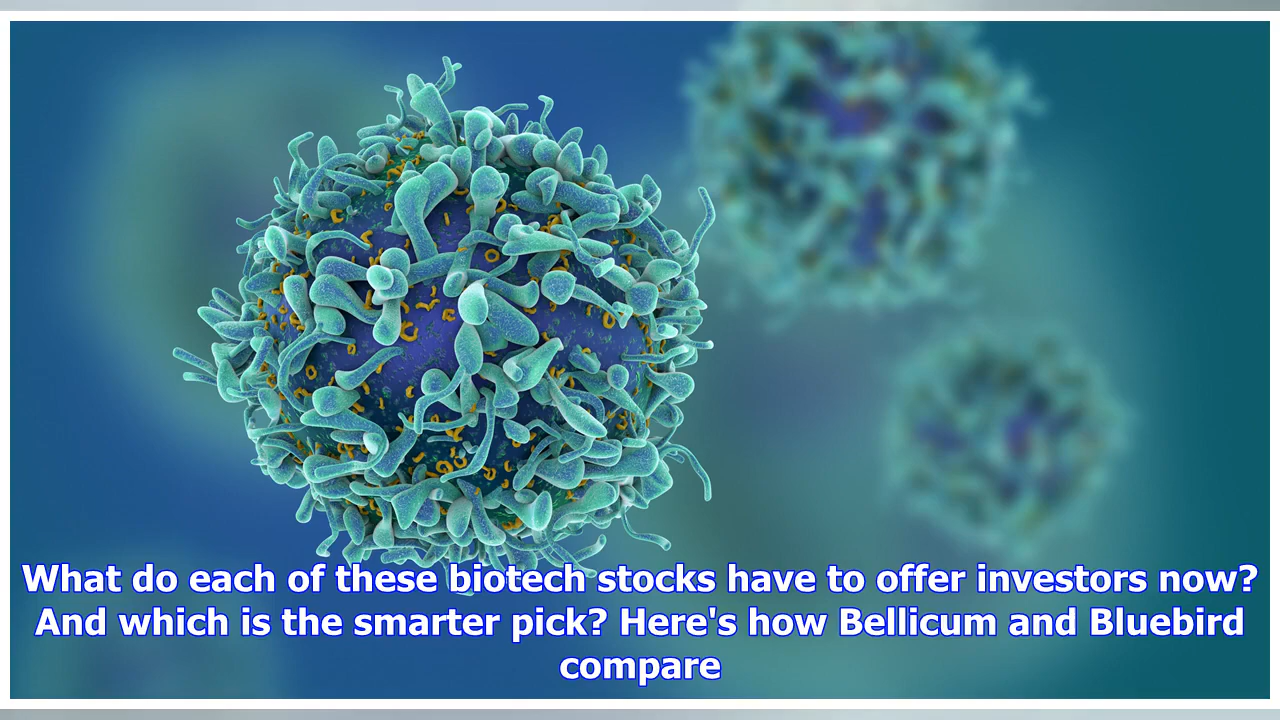 What do each of these biotech stocks have to offer investors now?
And which is the smarter pick? Here's how Bellicum and Bluebird
compare